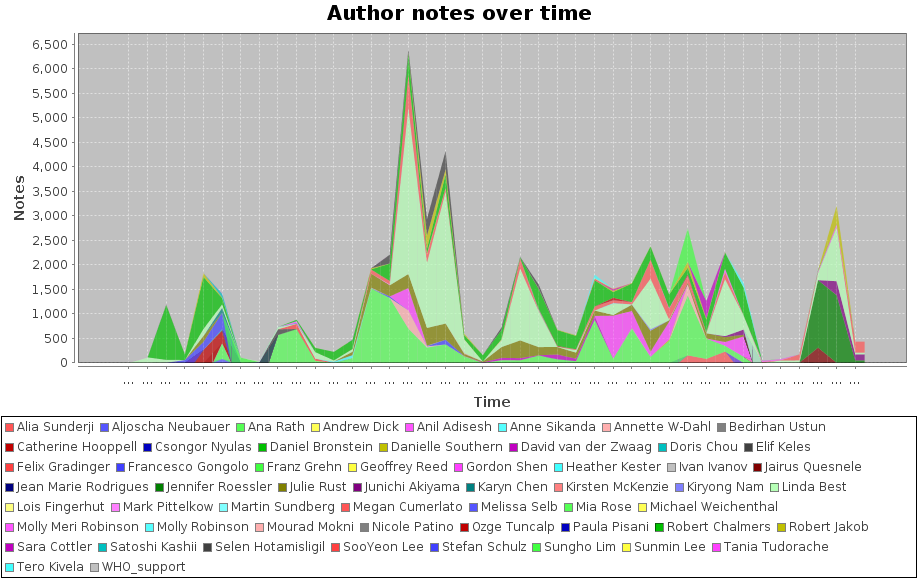 Author notes over time
6,500
6,000
5,500
5,000
4,500
4,000
3,500
3,000
2,500
2,000
1,500
1,000
500
0
Notes
... ... ... ... ... ... ... ... ... ... ... ... ... ... ... ... ... ... ... ... ... ... ... ... ... ... ... ... ... ... ... ... ... ... ... ... ... ... ... ...
Time
Alia Sunderji Aljoscha Neubauer Ana Rath Andrew Dick Anil Adisesh Anne Sikanda Annette W-Dahl Bedirhan Ustun
Catherine Hooppell Csongor Nyulas Daniel Bronstein Danielle Southern David van der Zwaag Doris Chou Elif Keles
Felix Gradinger Francesco Gongolo Franz Grehn Geoffrey Reed Gordon Shen Heather Kester Ivan Ivanov Jairus Quesnele
Jean Marie Rodrigues Jennifer Roessler Julie Rust Junichi Akiyama Karyn Chen Kirsten McKenzie Kiryong Nam Linda Best
Lois Fingerhut Mark Pittelkow Martin Sundberg Megan Cumerlato Melissa Selb Mia Rose Michael Weichenthal
Molly Meri Robinson Molly Robinson Mourad Mokni Nicole Patino Ozge Tuncalp Paula Pisani Robert Chalmers Robert Jakob
Sara Cottler Satoshi Kashii Selen Hotamisligil SooYeon Lee Stefan Schulz Sungho Lim Sunmin Lee Tania Tudorache
Tero Kivela WHO_support